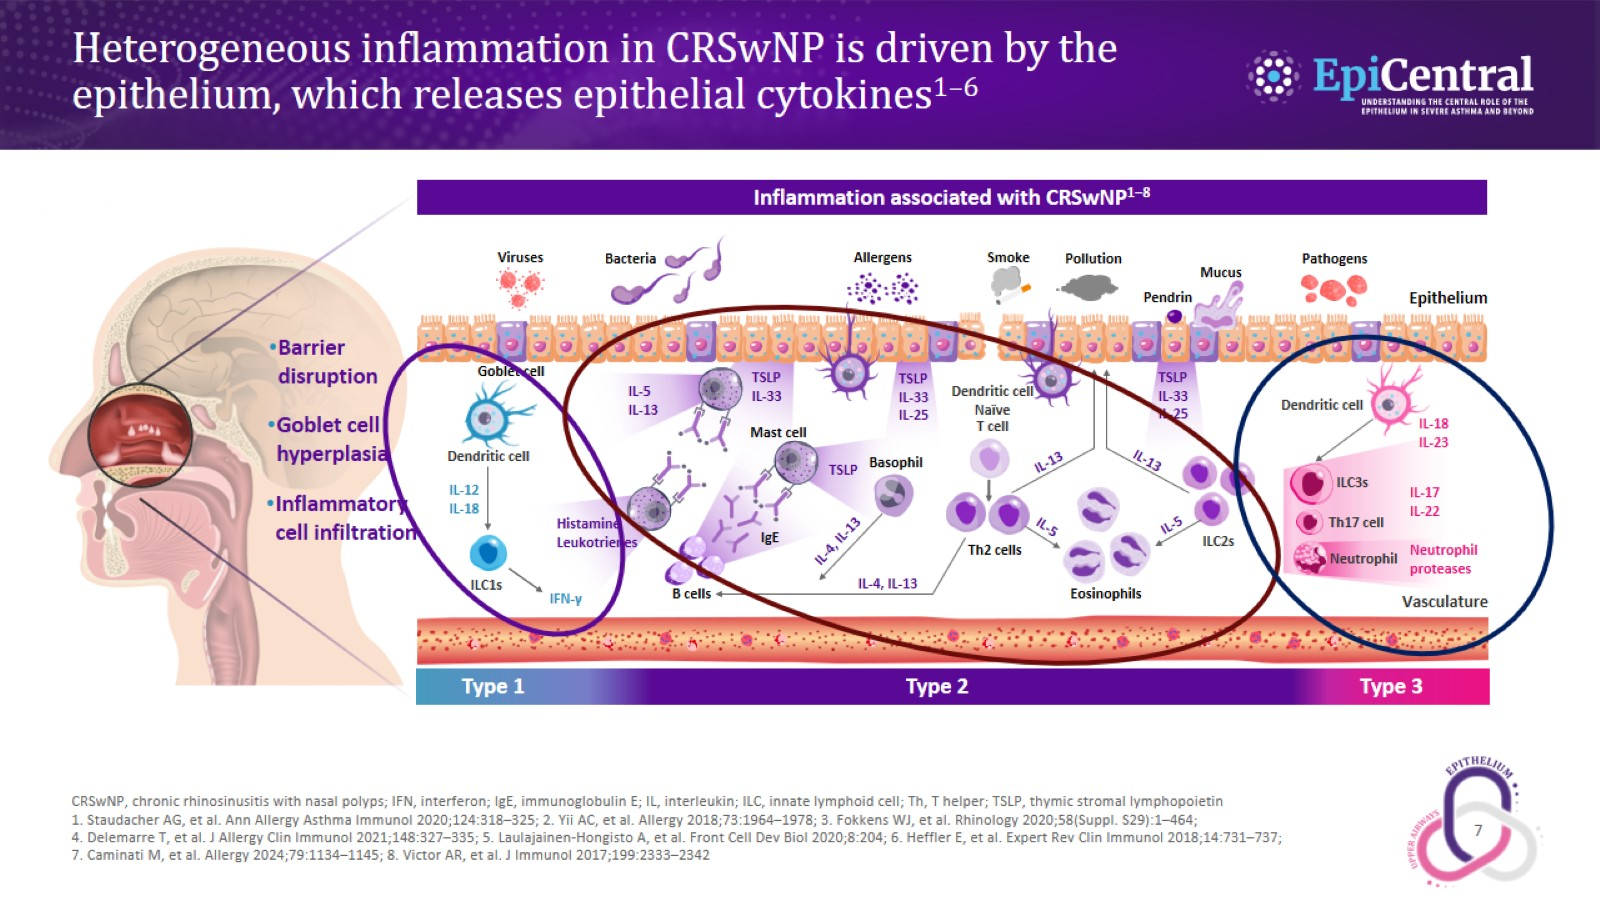 Heterogeneous inflammation in CRSwNP is driven by the
epithelium, which releases epithelial cytokines1–6
EpiCentral
UNDERSTANDING THE CENTRAL ROLE OF THE
EPITHELIUM IN SEVERE ASTHMA AND BEYOND
Inflammation associated with CRSwNP1–8
Viruses
Bacteria
Allergens
Smoke
Pollution
Mucus
Pathogens
Pendrin
Epithelium
•Barrier
disruption
•Goblet cell
hyperplasia
•Inflammatory
cell infiltration
Goblet cell
Dendritic cell
IL-12
IL-18
ILC1s
IFN-γ
IL-5
IL-13
TSLP
IL-33
Mast cell
Histamine
Leukotrienes
IgE
B cells
TSLP
TSLP
IL-33
IL-25
Basophil
IL-4, IL-13
IL-4, IL-13
Dendritic cell
Naïve
T cell
IL-13
IL-13
Th2 cells
IL-5
IL-5
Eosinophils
TSLP
IL-33
IL-25
ILC2s
Dendritic cell
IL-18
IL-23
ILC3s
IL-17
IL-22
Th17 cell
Neutrophil
Neutrophil
proteases
Vasculature
Type 1
Type 2
Type 3
CRSwNP, chronic rhinosinusitis with nasal polyps; IFN, interferon; IgE, immunoglobulin E; IL, interleukin; ILC, innate lymphoid cell; Th, T helper; TSLP, thymic stromal lymphopoietin
1. Staudacher AG, et al. Ann Allergy Asthma Immunol 2020;124:318–325; 2. Yii AC, et al. Allergy 2018;73:1964–1978; 3. Fokkens WJ, et al. Rhinology 2020;58(Suppl. S29):1–464;
4. Delemarre T, et al. J Allergy Clin Immunol 2021;148:327–335; 5. Laulajainen-Hongisto A, et al. Front Cell Dev Biol 2020;8:204; 6. Heffler E, et al. Expert Rev Clin Immunol 2018;14:731–737;
7. Caminati M, et al. Allergy 2024;79:1134–1145; 8. Victor AR, et al. J Immunol 2017;199:2333–2342
EPITHELIUM
UPPER AIRWAYS
7